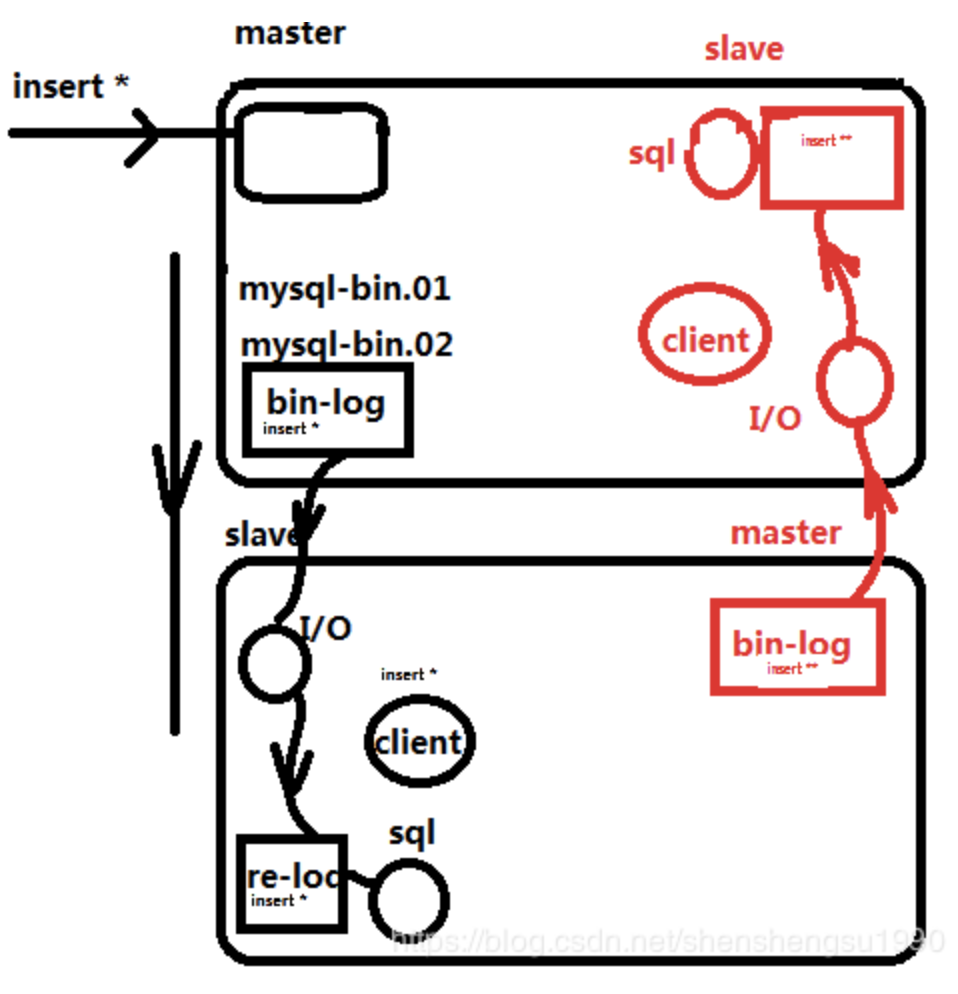 master
slave
insert *
sql
insert **
mysql-bin.01
mysql-bin.02
client
bin-log
insert *
I/O
slave
master
I/O
bin-log
insert **
insert *
client
sql
re-loc
insert *
https://blog.csdn.net/shenshengsu1990